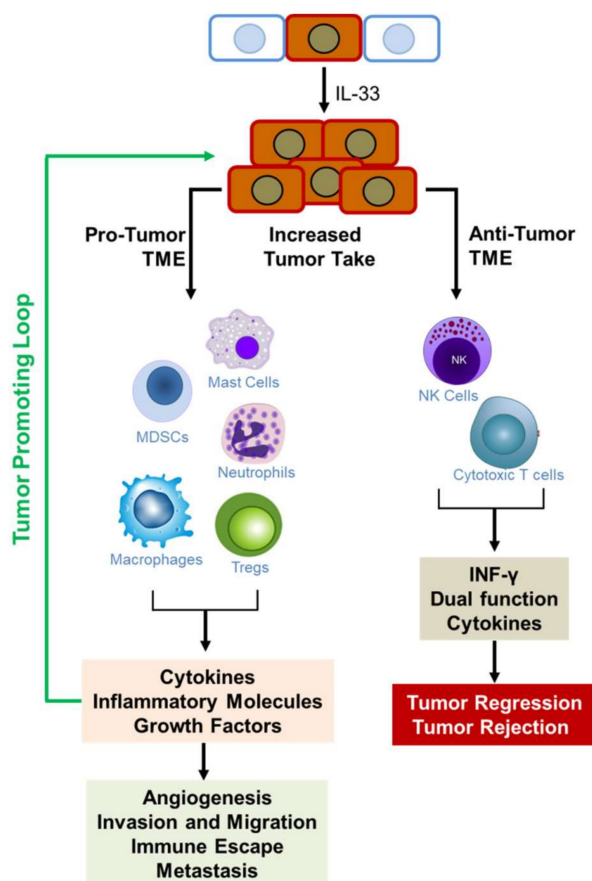 IL-33
Pro-Tumor
TME
Increased
Tumor Take
Anti-Tumor
TME
Tumor Promoting Loop
Mast Cells
MDSCs
Neutrophils
Macrophages
Tregs
NK
NK Cells
Cytotoxic T cells
Cytokines
Inflammatory Molecules
Growth Factors
Angiogenesis
Invasion and Migration
Immune Escape
Metastasis
INF-γ
Dual function
Cytokines
Tumor Regression
Tumor Rejection